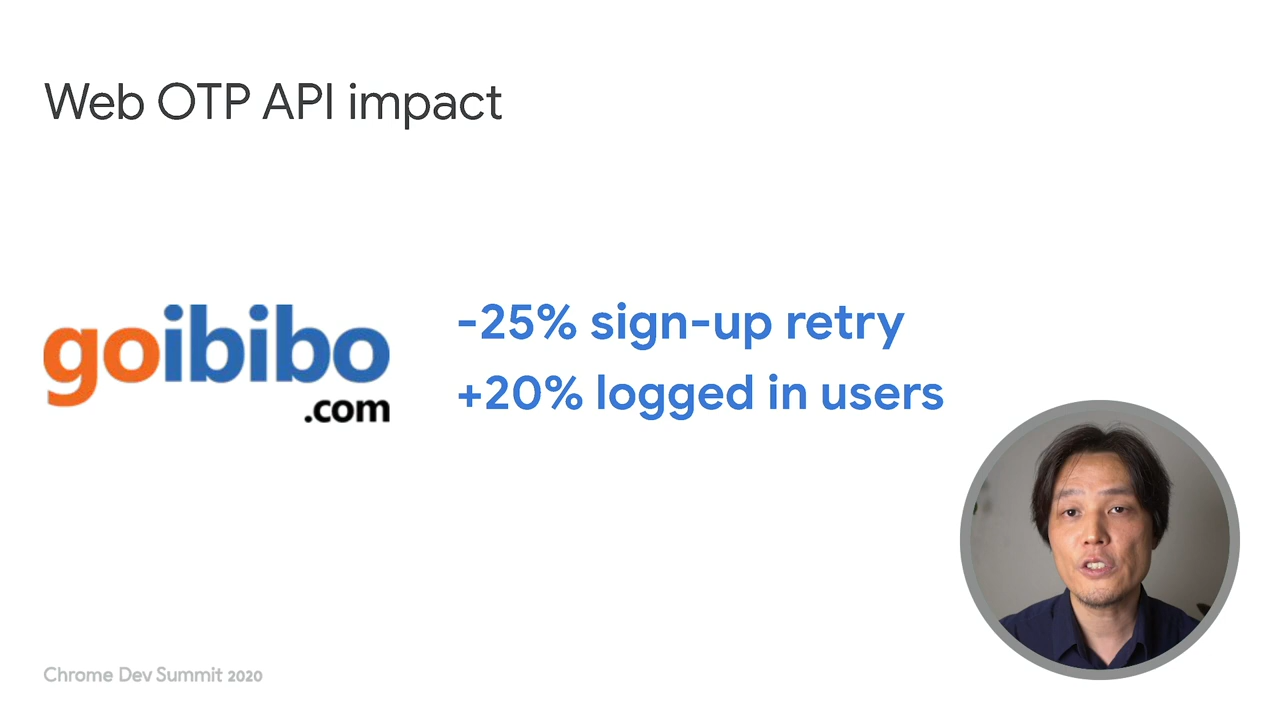 Web OTP API impact
goibibo
.com
-25% sign-up retry
+20% logged in users
Chrome Dev Summit 2020